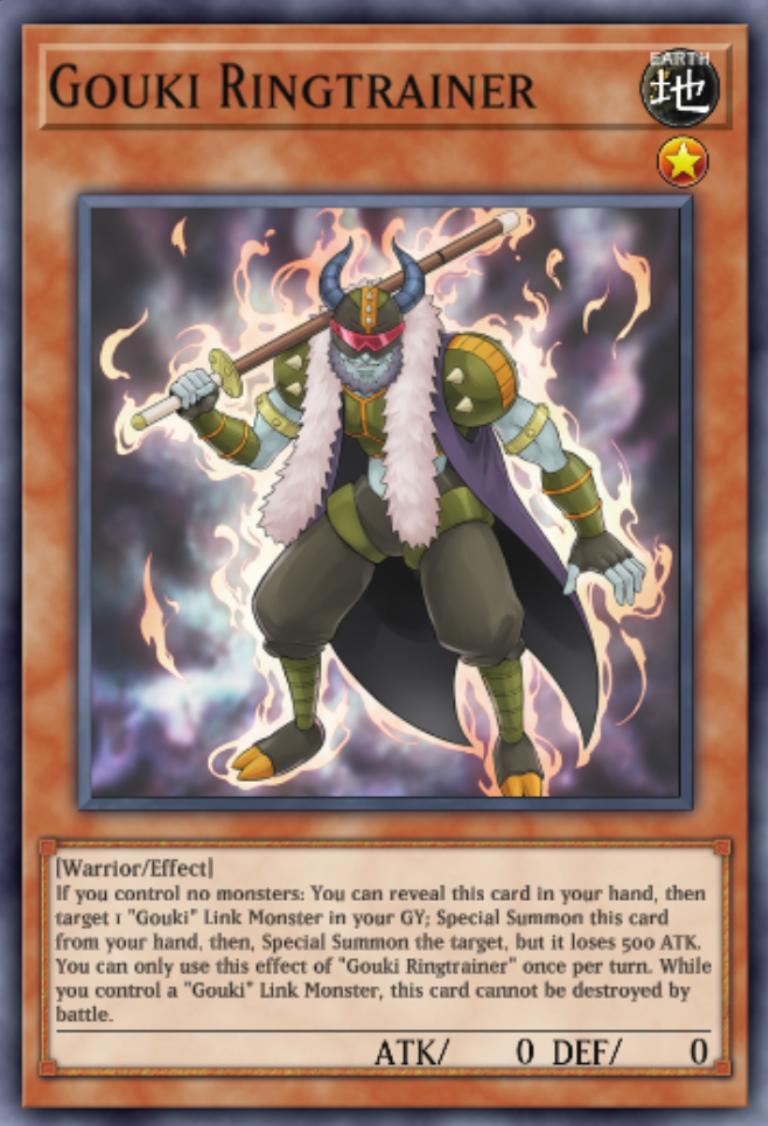 Gouki Ringtrainer
EARTH
地
[Warrior/Effect]
If you control no monsters: You can reveal this card in your hand, then
target 1 "Gouki" Link Monster in your GY; Special Summon this card
from your hand, then, Special Summon the target, but it loses 500 ATK.
You can only use this effect of "Gouki Ringtrainer" once per turn. While
you control a "Gouki" Link Monster, this card cannot be destroyed by
battle.
ATK/ 0 DEF/ 0